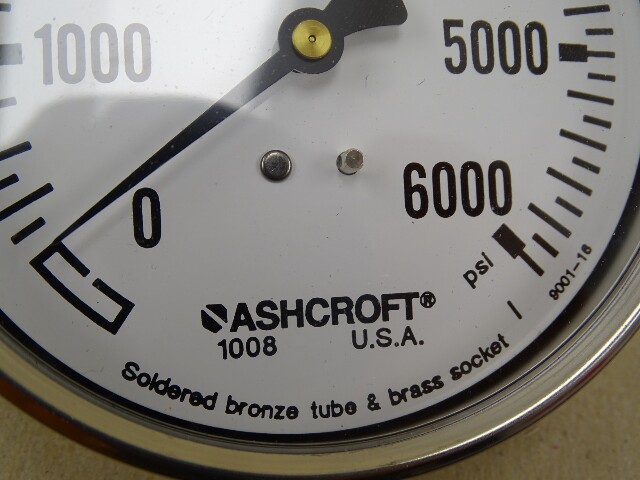 1000
5000
0
6000
psi
9001-16
ASHCROFT®
1008 U.S.A.
Soldered bronze tube & brass socket